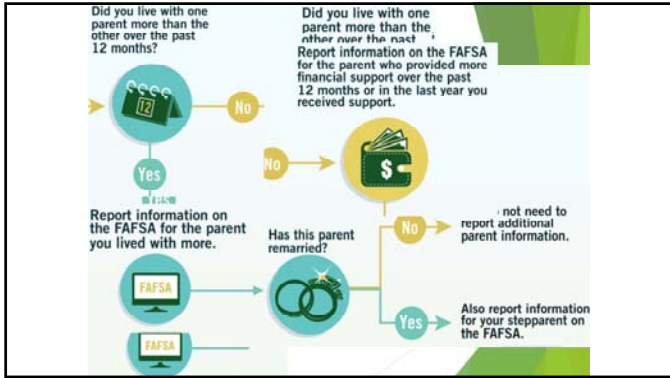 Did you live with one
parent more than the
other over the past
12 months?
12
No
Yes
Report information on
the FAFSA for the parent
you lived with more.
FAFSA
FAFSA
Did you live with one
parent more than the
other over the past
Report information on the FAFSA
for the parent who provided more
financial support over the past
12 months or in the last year you
received support.
No
$
Has this parent
remarried?
No
not need to
report additional
parent information.
Yes
Also report information
for your stepparent on
the FAFSA.